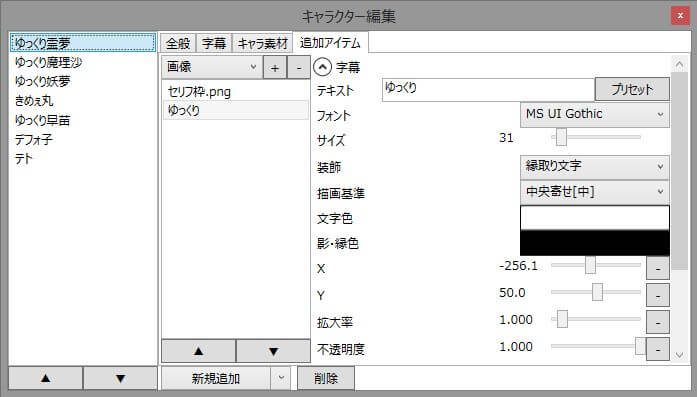 キャラクター編集
x
ゆっくり霊夢
ゆっくり魔理沙
ゆっくり妖夢
きめぇ丸
ゆっくり早苗
デフォ子
テト
▲ ▼
全般 字幕 キャラ素材 追加アイテム
画像 + -
セリフ枠.png
ゆっくり
▲ ▼
新規追加 削除
字幕
テキスト ゆっくり プリセット
フォント MS UI Gothic
サイズ 31
装飾 縁取り文字
描画基準 中央寄せ[中]
文字色
影・縁色
X -256.1 -
Y 50.0 -
拡大率 1.000 -
不透明度 1.000 -